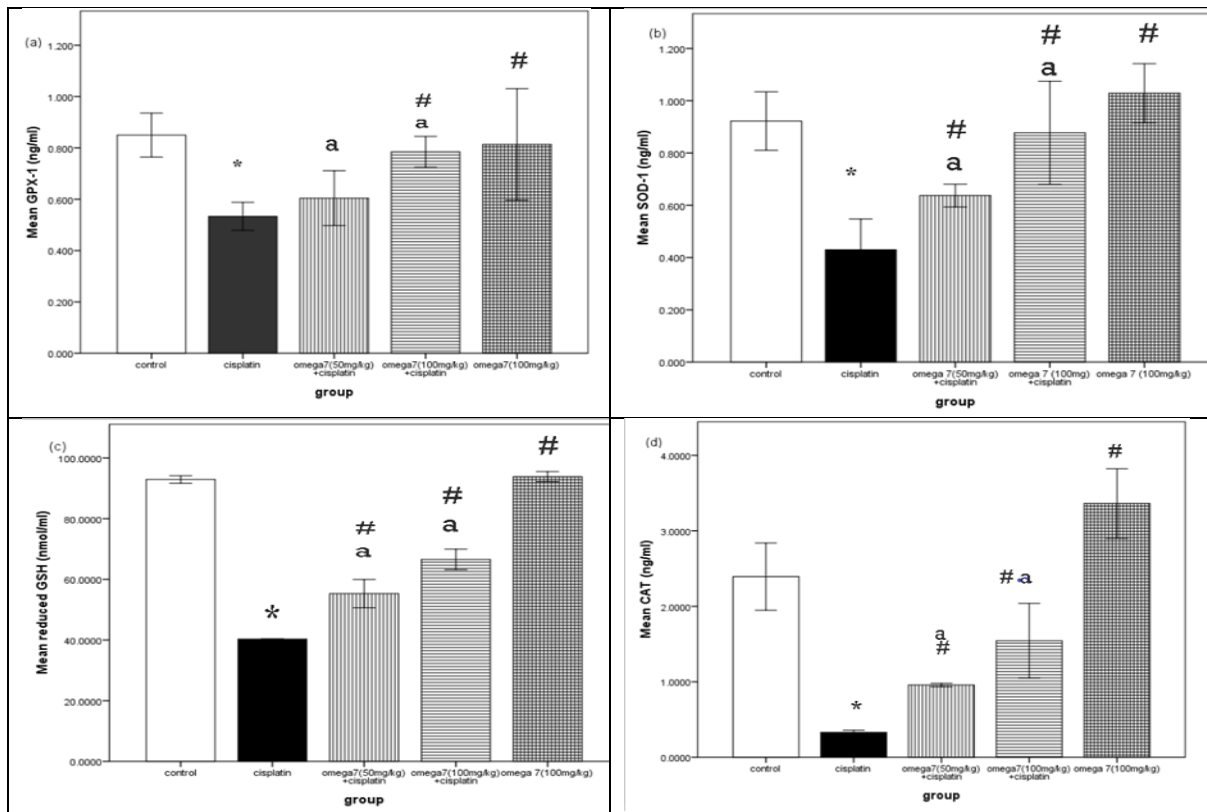 (a)
Mean GPX-1 (ng/ml)
1.200
1.000
0.800
0.600
0.400
0.200
0.000
*
a
#
a
#
control
cisplatin
omega7(50mg/kg)
+cisplatin
omega7(100mg/kg)
+cisplatin
omega7(100mg/kg)
group
(b)
Mean SOD-1 (ng/ml)
1.200
1.000
0.800
0.600
0.400
0.200
0.000
*
#
a
#
a
#
control
cisplatin
omega 7(50mg/kg)
+cisplatin
omega 7 (100mg)
+cisplatin
omega 7 (100mg/kg)
group
(c)
Mean reduced GSH (nmol/ml)
100.0000
80.0000
60.0000
40.0000
20.0000
0.0000
*
#
a
#
a
#
control
cisplatin
omega7(50mg/kg)
+cisplatin
omega7(100mg/kg)
+cisplatin
omega 7(100mg/kg)
group
(d)
Mean CAT (ng/ml)
4.0000
3.0000
2.0000
1.0000
0.0000
*
a
#
# a
#
control
cisplatin
omega7(50mg/kg)
+cisplatin
omega7(100mg/kg)
+cisplatin
omega 7(100mg/kg)
group